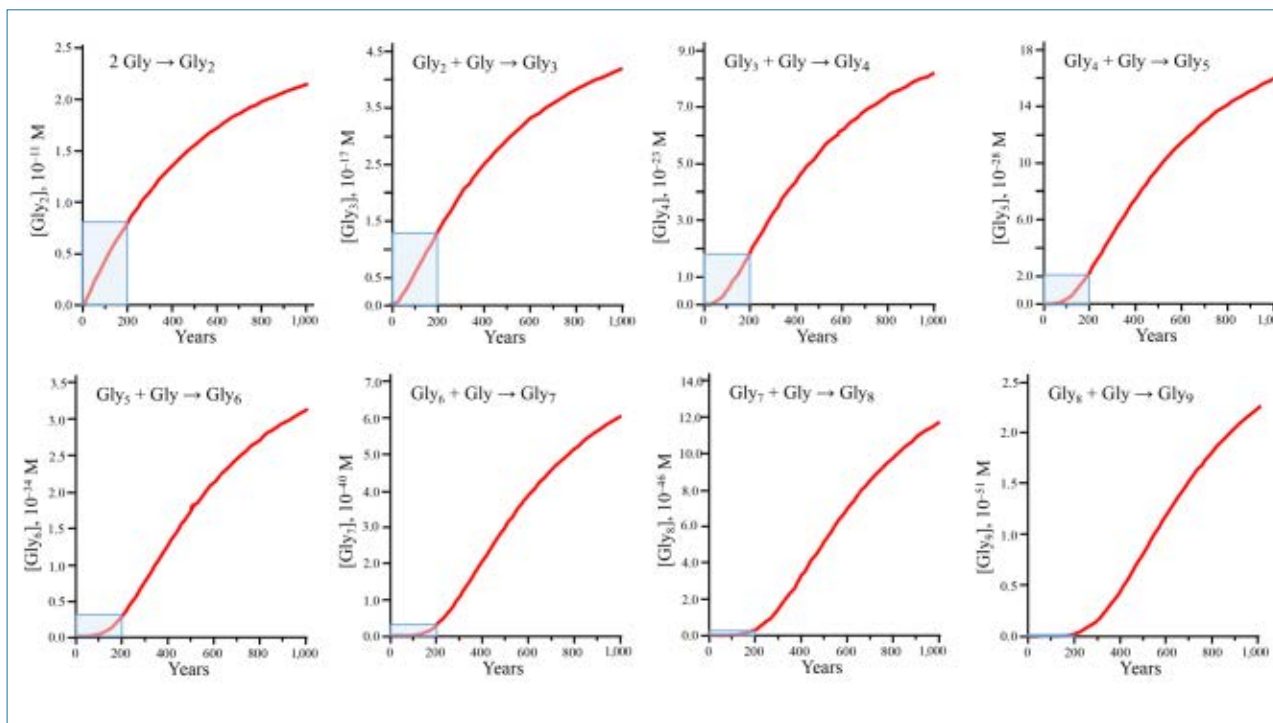 2 Gly → Gly₂
[Gly₂], 10⁻¹¹ M
2.5
2.0
1.5
1.0
0.5
0.0
0 200 400 600 800 1,000
Years
Gly₂ + Gly → Gly₃
[Gly₃], 10⁻¹⁷ M
4.5
3.5
2.5
1.5
0.5
0.0
0 200 400 600 800 1,000
Years
Gly₃ + Gly → Gly₄
[Gly₄], 10⁻²³ M
9.0
7.0
5.0
3.0
1.0
0.0
0 200 400 600 800 1,000
Years
Gly₄ + Gly → Gly₅
[Gly₅], 10⁻²⁸ M
18
14
10
6.0
2.0
0.0
0 200 400 600 800 1,000
Years
Gly₅ + Gly → Gly₆
[Gly₆], 10⁻³⁴ M
3.5
3.0
2.5
2.0
1.5
1.0
0.5
0.0
0 200 400 600 800 1,000
Years
Gly₆ + Gly → Gly₇
[Gly₇], 10⁻⁴⁰ M
7.0
6.0
5.0
4.0
3.0
2.0
1.0
0.0
0 200 400 600 800 1,000
Years
Gly₇ + Gly → Gly₈
[Gly₈], 10⁻⁴⁶ M
14.0
12.0
10.0
8.0
6.0
4.0
2.0
0.0
0 200 400 600 800 1,000
Years
Gly₈ + Gly → Gly₉
[Gly₉], 10⁻⁵¹ M
2.5
2.0
1.5
1.0
0.5
0.0
0 200 400 600 800 1,000
Years